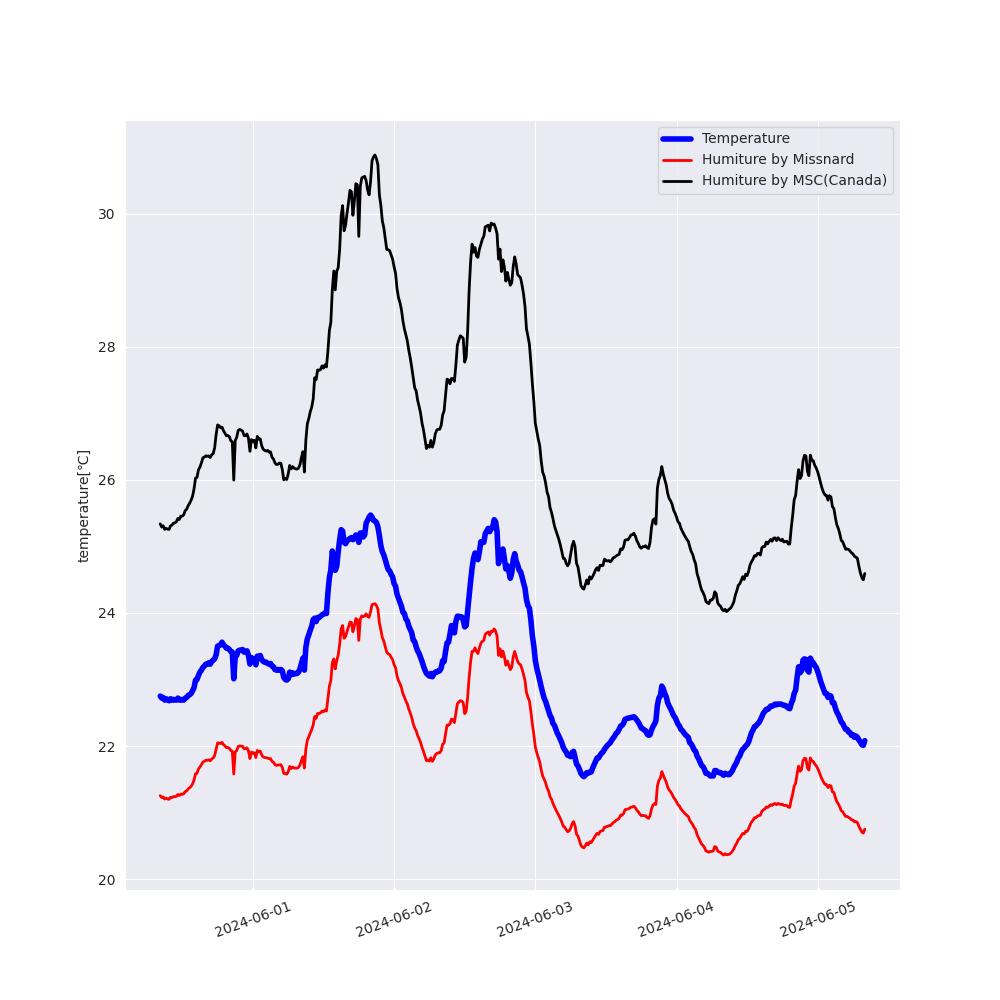 Temperature
Humiture by Missnard
Humiture by MSC(Canada)
30
28
26
24
22
20
temperature[℃]
2024-06-01
2024-06-02
2024-06-03
2024-06-04
2024-06-05